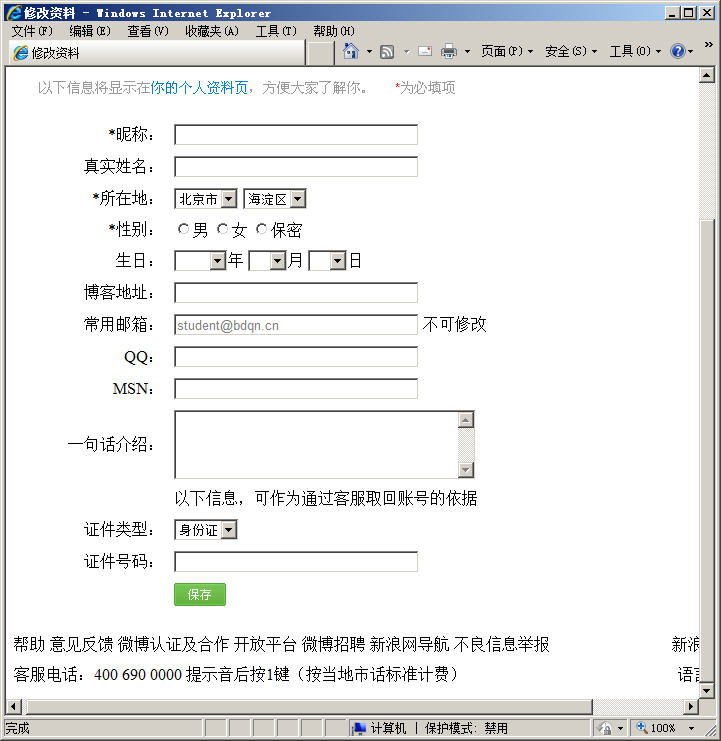 修改资料 - Windows Internet Explorer
文件(F) 编辑(E) 查看(V) 收藏夹(A) 工具(T) 帮助(H)
修改资料 页面(P) 安全(S) 工具(O) »
以下信息将显示在你的个人资料页，方便大家了解你。 *为必填项
*昵称：
真实姓名：
*所在地： 北京市 海淀区
*性别： 男 女 保密
生日： 年 月 日
博客地址：
常用邮箱： student@bdqn.cn 不可修改
QQ：
MSN：
一句话介绍：
以下信息，可作为通过客服取回账号的依据
证件类型： 身份证
证件号码：
保存
帮助 意见反馈 微博认证及合作 开放平台 微博招聘 新浪网导航 不良信息举报 新浪
客服电话：400 690 0000 提示音后按1键（按当地市话标准计费） 语言
完成 计算机 | 保护模式: 禁用 100%